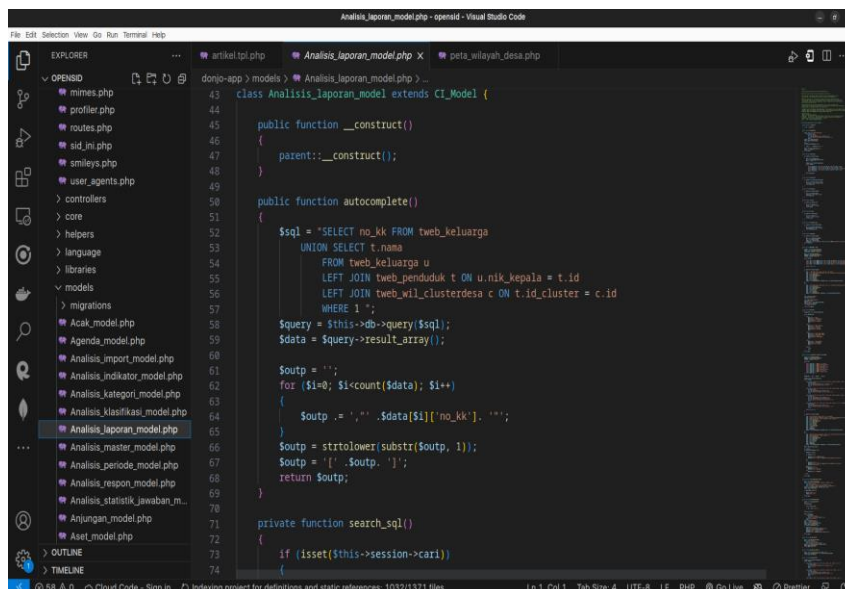 Analisis_laporan_model.php - opensid - Visual Studio Code
File Edit Selection View Go Run Terminal Help
EXPLORER
OPENSID
mimes.php
profiler.php
routes.php
sid_ini.php
smileys.php
user_agents.php
controllers
core
helpers
language
libraries
models
migrations
Acak_model.php
Agenda_model.php
Analisis_import_model.php
Analisis_indikator_model.php
Analisis_kategori_model.php
Analisis_klasifikasi_model.php
Analisis_laporan_model.php
Analisis_master_model.php
Analisis_periode_model.php
Analisis_respon_model.php
Analisis_statistik_jawaban_m...
Anjungan_model.php
Aset_model.php
OUTLINE
TIMELINE
artikel.tpl.php Analisis_laporan_model.php X peta_wilayah_desa.php
donjo-app > models > Analisis_laporan_model.php > ...
43 class Analisis_laporan_model extends CI_Model {
44
45 public function __construct()
46 {
47 parent::__construct();
48 }
49
50 public function autocomplete()
51 {
52 $sql = "SELECT no_kk FROM tweb_keluarga
53 UNION SELECT t.nama
54 FROM tweb_keluarga u
55 LEFT JOIN tweb_penduduk t ON u.nik_kepala = t.id
56 LEFT JOIN tweb_wil_clusterdesa c ON t.id_cluster = c.id
57 WHERE 1 ";
58 $query = $this->db->query($sql);
59 $data = $query->result_array();
60
61 $outp = '';
62 for ($i=0; $i<count($data); $i++)
63 {
64 $outp .= ',"' .$data[$i]['no_kk']. '"';
65 }
66 $outp = strtolower(substr($outp, 1));
67 $outp = '[' .$outp. ']';
68 return $outp;
69 }
70
71 private function search_sql()
72 {
73 if (isset($this->session->cari))
74 {
58 0 Cloud Code - Sign in Indexing project for definitions and static references: 1032/1371 files Ln 1, Col 1 Tab Size: 4 UTF-8 LF PHP Go Live Prettier